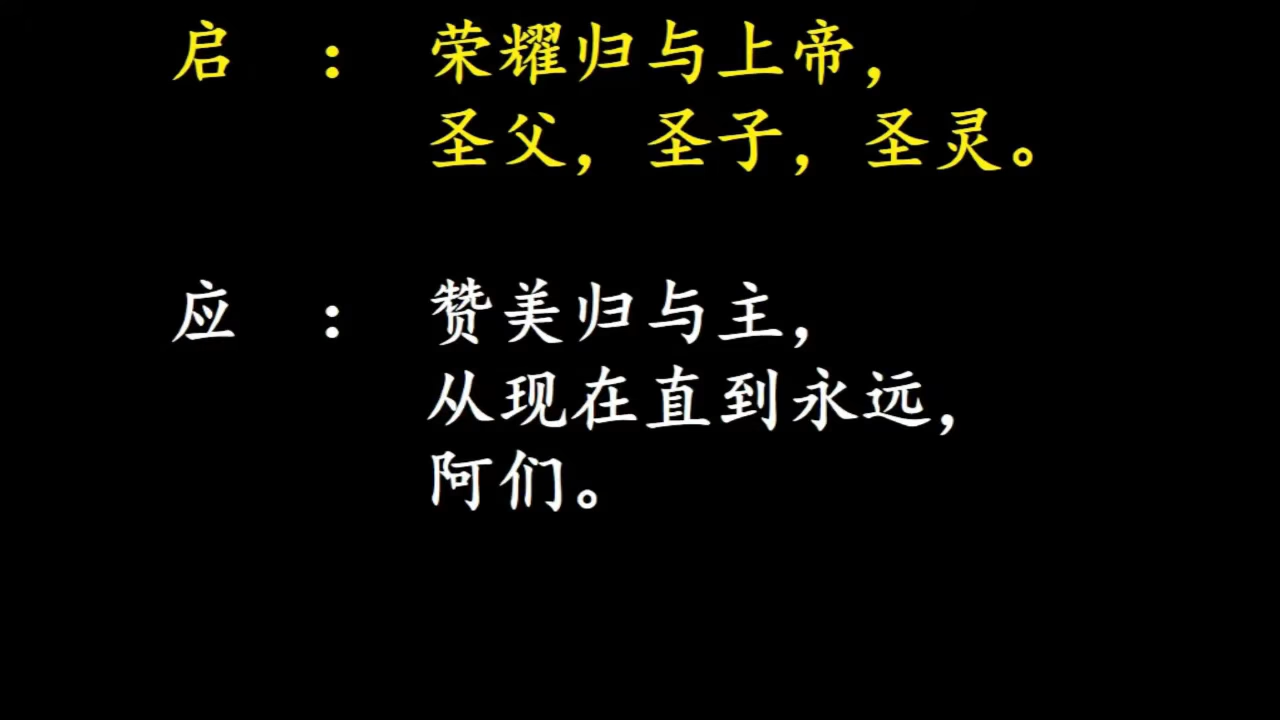 启 ： 荣耀归与上帝，
圣父，圣子，圣灵。
应 ： 赞美归与主，
从现在直到永远，
阿们。